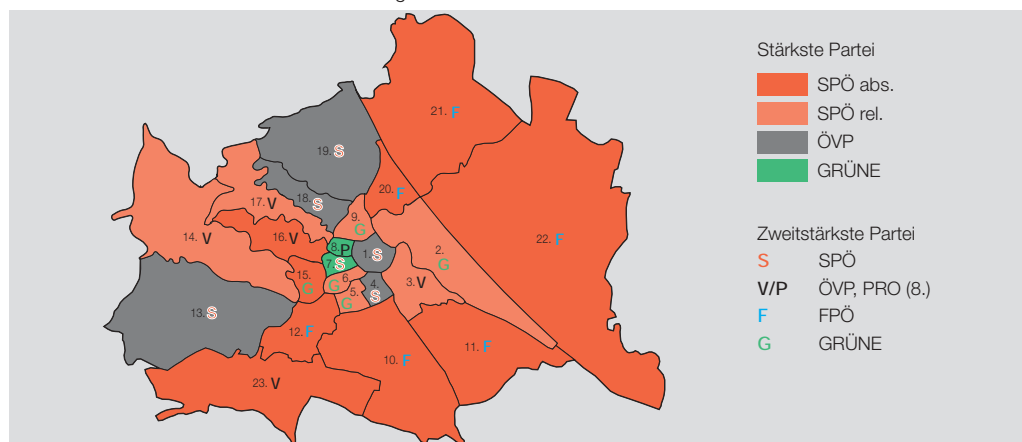 Stärkste Partei
SPÖ abs.
SPÖ rel.
ÖVP
GRÜNE
Zweitstärkste Partei
S SPÖ
V/P ÖVP, PRO (8.)
F FPÖ
G GRÜNE
21. F
19. S
20. F
18. S
17. V
9. G
16. V
14. V
8. P
2. G
22. F
1. S
7. S
15. G
6. G
4. S
3. V
5. G
13. S
12. F
11. F
10. F
23. V